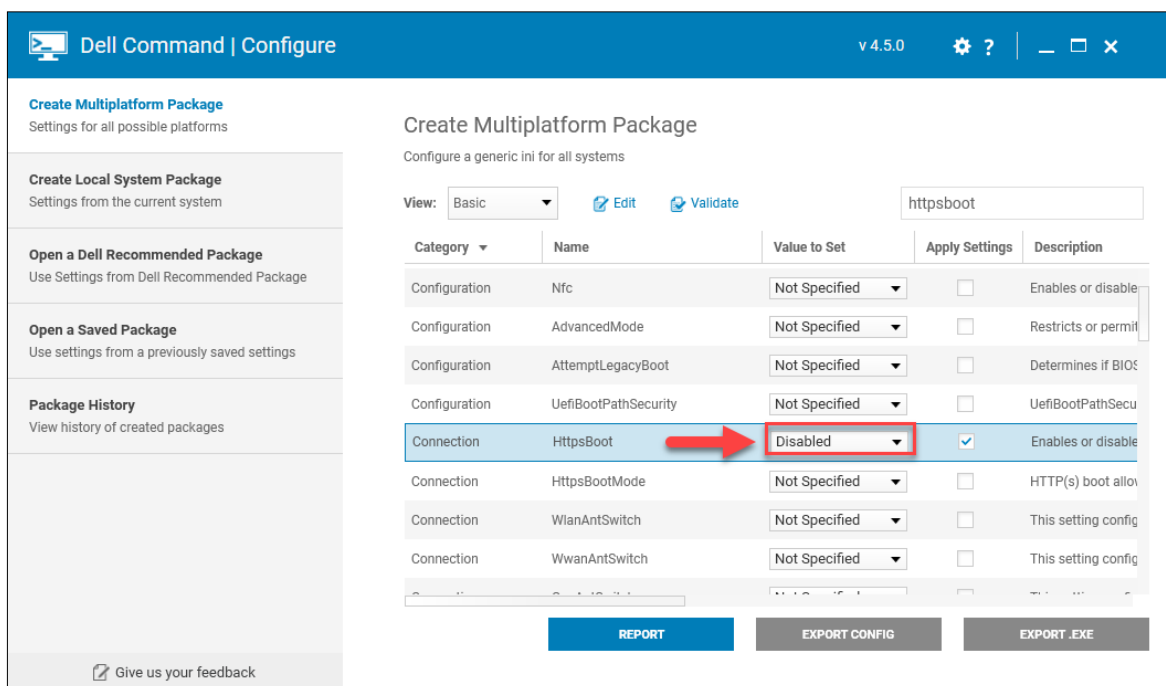 Dell Command | Configure
v 4.5.0
?
Create Multiplatform Package
Settings for all possible platforms
Create Local System Package
Settings from the current system
Open a Dell Recommended Package
Use Settings from Dell Recommended Package
Open a Saved Package
Use settings from a previously saved settings
Package History
View history of created packages
Give us your feedback
Create Multiplatform Package
Configure a generic ini for all systems
View: Basic Edit Validate httpsboot
Category Name Value to Set Apply Settings Description
Configuration Nfc Not Specified Enables or disable
Configuration AdvancedMode Not Specified Restricts or permit
Configuration AttemptLegacyBoot Not Specified Determines if BIOS
Configuration UefiBootPathSecurity Not Specified UefiBootPathSecu
Connection HttpsBoot Disabled Enables or disable
Connection HttpsBootMode Not Specified HTTP(s) boot allow
Connection WlanAntSwitch Not Specified This setting config
Connection WwanAntSwitch Not Specified This setting config
REPORT EXPORT CONFIG EXPORT .EXE